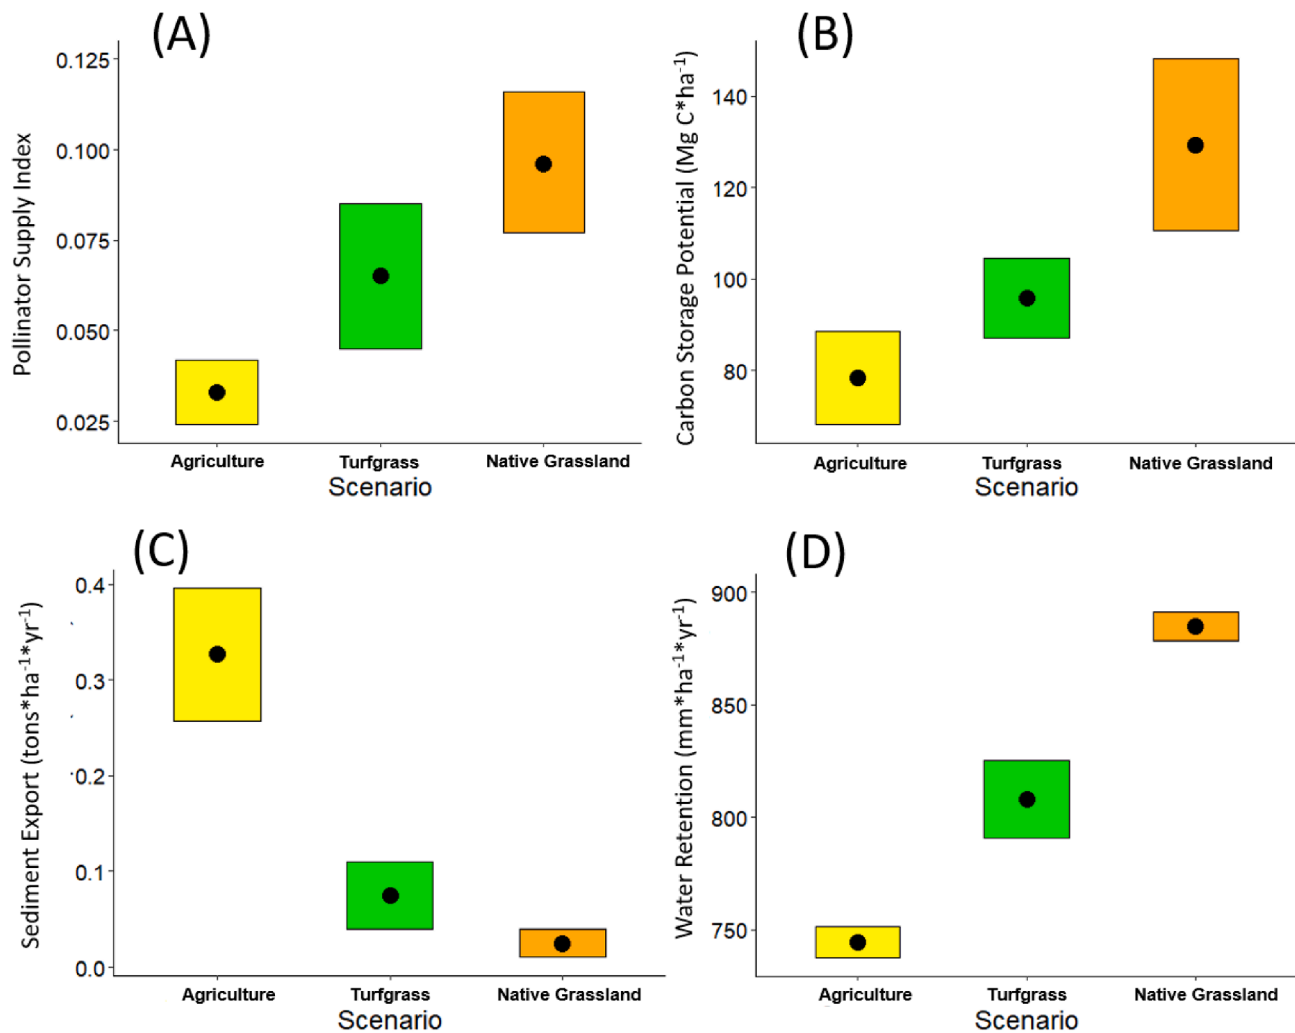 (A)
Pollinator Supply Index
0.125
0.100
0.075
0.050
0.025
Agriculture Turfgrass Native Grassland
Scenario
(B)
Carbon Storage Potential (Mg C*ha⁻¹)
140
120
100
80
Agriculture Turfgrass Native Grassland
Scenario
(C)
Sediment Export (tons*ha⁻¹*yr⁻¹)
0.4
0.3
0.2
0.1
0.0
Agriculture Turfgrass Native Grassland
Scenario
(D)
Water Retention (mm*ha⁻¹*yr⁻¹)
900
850
800
750
Agriculture Turfgrass Native Grassland
Scenario